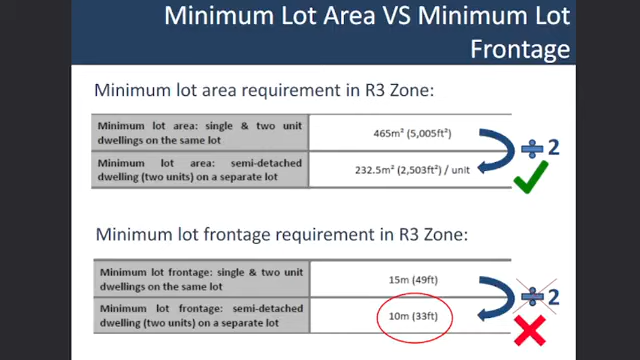 Minimum Lot Area VS Minimum Lot
Frontage
Minimum lot area requirement in R3 Zone:
Minimum lot area: single & two unit
dwellings on the same lot
465m² (5,005ft²)
Minimum lot area: semi-detached
dwelling (two units) on a separate lot
232.5m² (2,503ft²) / unit
÷ 2
Minimum lot frontage requirement in R3 Zone:
Minimum lot frontage: single & two unit
dwellings on the same lot
15m (49ft)
Minimum lot frontage: semi-detached
dwelling (two units) on a separate lot
10m (33ft)
÷ 2